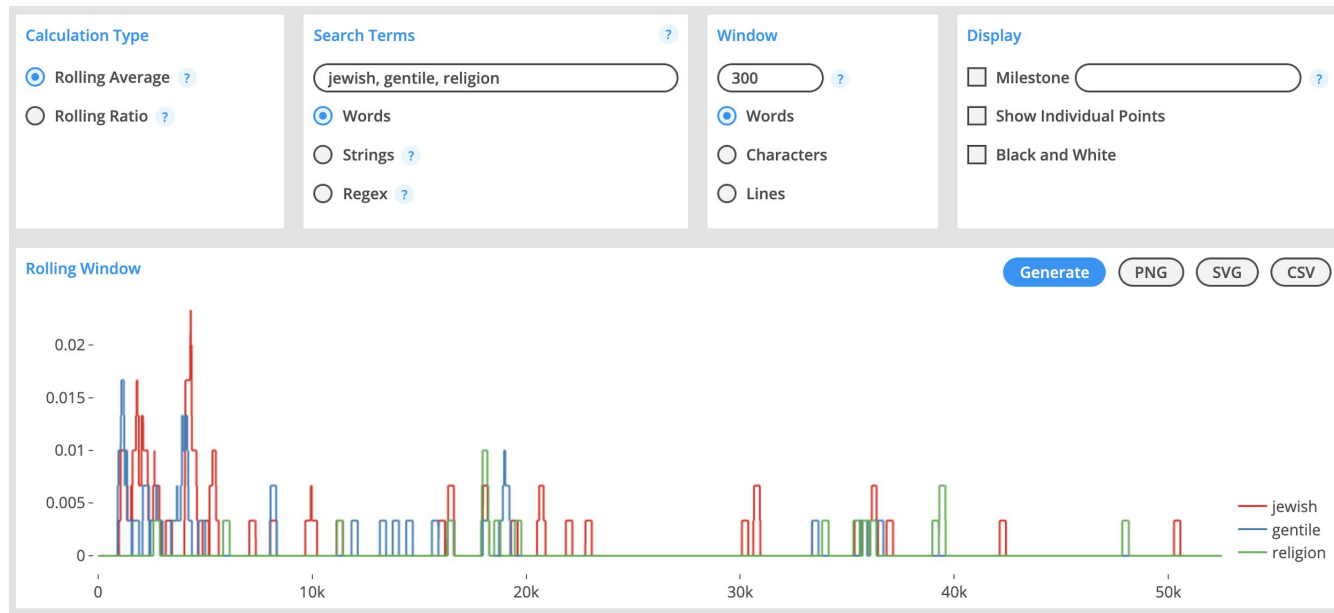 Calculation Type
Rolling Average ?
Rolling Ratio ?
Search Terms ?
jewish, gentile, religion
Words
Strings ?
Regex ?
Window
300 ?
Words
Characters
Lines
Display
Milestone ?
Show Individual Points
Black and White
Rolling Window
Generate PNG SVG CSV
0.02
0.015
0.01
0.005
0
0 10k 20k 30k 40k 50k
jewish
gentile
religion